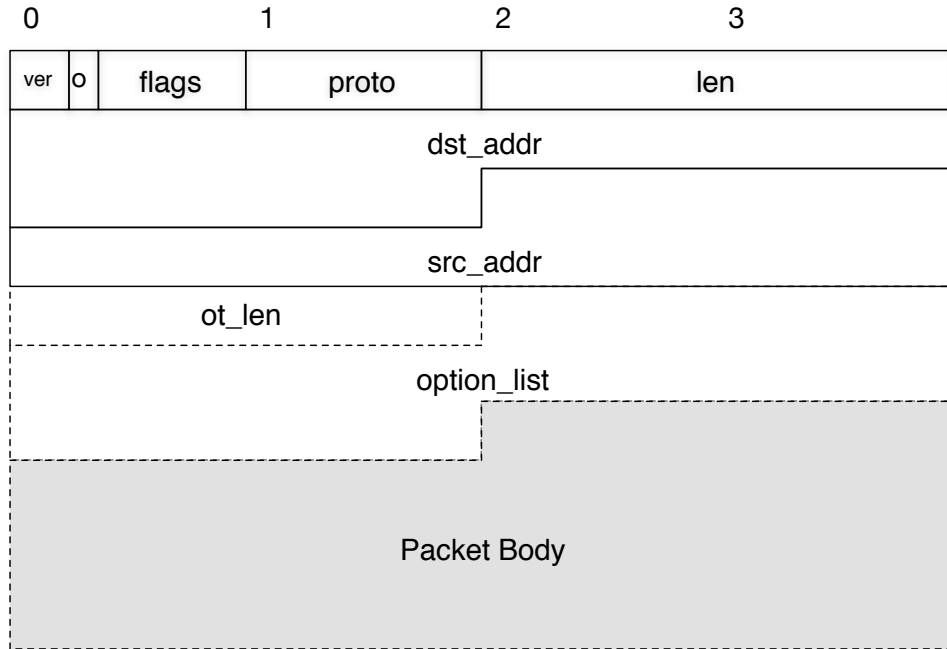 0 1 2 3
ver o flags proto len
dst_addr
src_addr
ot_len
option_list
Packet Body